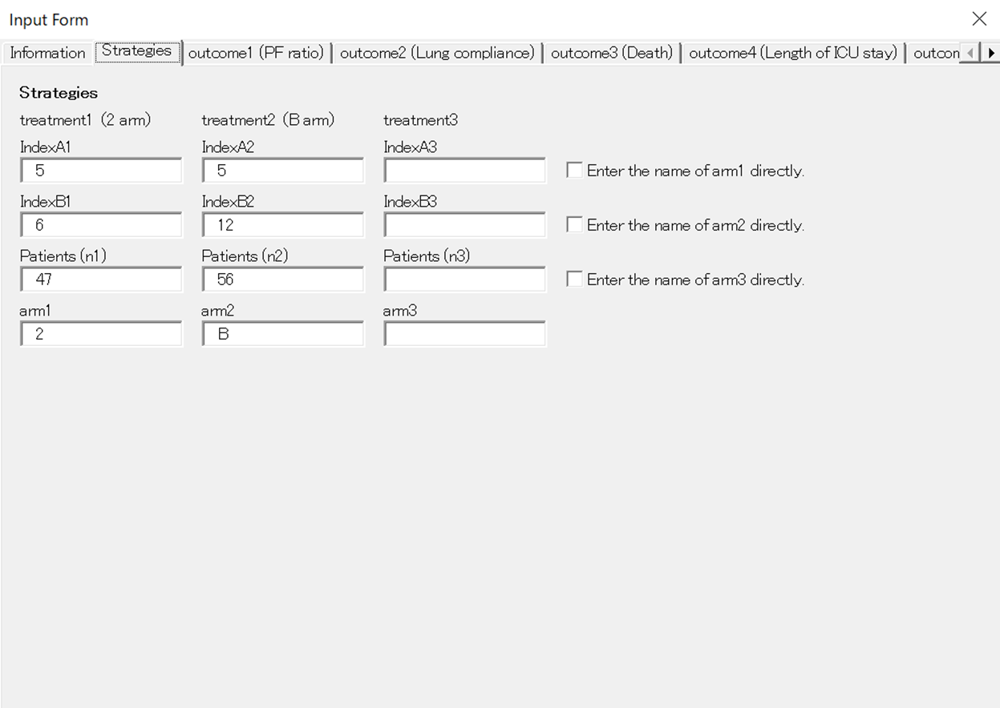 Input Form
Information Strategies outcome1 (PF ratio) outcome2 (Lung compliance) outcome3 (Death) outcome4 (Length of ICU stay) outcon
Strategies
treatment1 (2 arm) treatment2 (B arm) treatment3
IndexA1 IndexA2 IndexA3
5 5 Enter the name of arm1 directly.
IndexB1 IndexB2 IndexB3
6 12 Enter the name of arm2 directly.
Patients (n1) Patients (n2) Patients (n3)
47 56 Enter the name of arm3 directly.
arm1 arm2 arm3
2 B